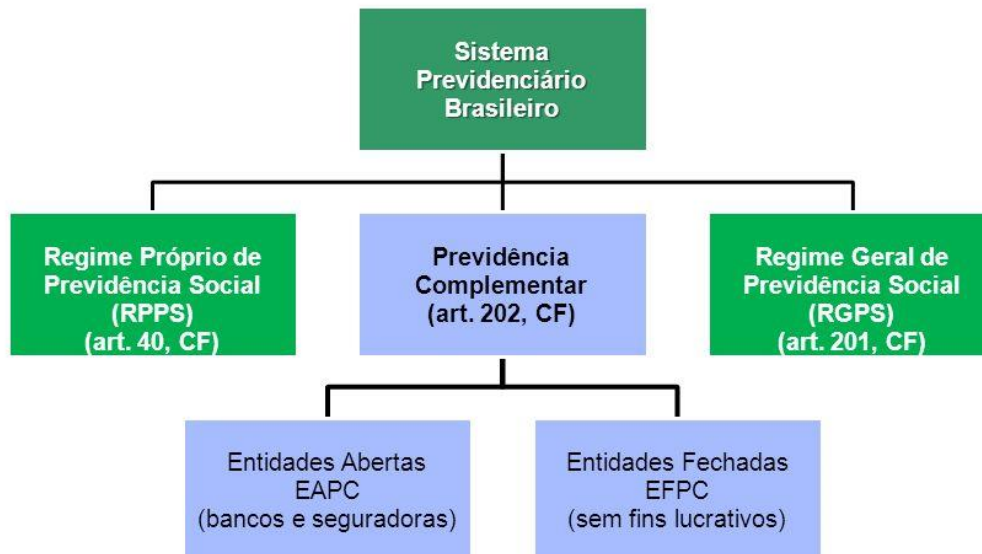 Sistema
Previdenciário
Brasileiro
Regime Próprio de
Previdência Social
(RPPS)
(art. 40, CF)
Previdência
Complementar
(art. 202, CF)
Regime Geral de
Previdência Social
(RGPS)
(art. 201, CF)
Entidades Abertas
EAPC
(bancos e seguradoras)
Entidades Fechadas
EFPC
(sem fins lucrativos)